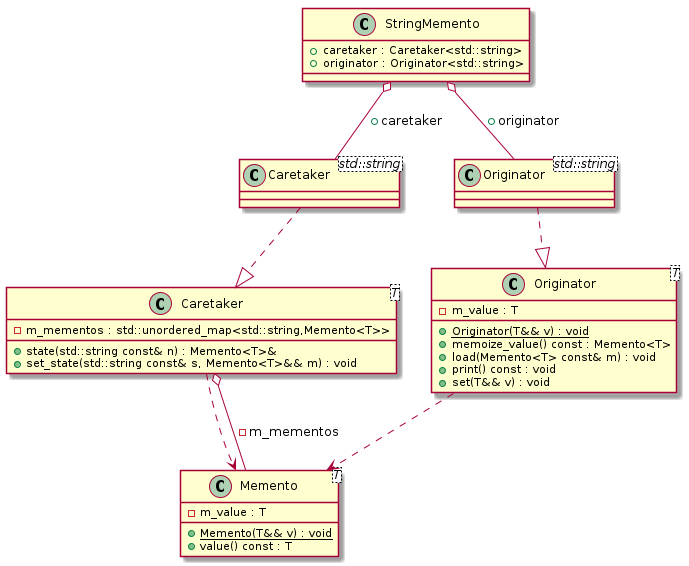 C StringMemento
caretaker : Caretaker<std::string>
originator : Originator<std::string>
caretaker
originator
C Caretaker std::string
C Originator std::string
C Caretaker T
m_mementos : std::unordered_map<std::string,Memento<T>>
state(std::string const& n) : Memento<T>&
set_state(std::string const& s, Memento<T>&& m) : void
C Originator T
m_value : T
Originator(T&& v) : void
memoize_value() const : Memento<T>
load(Memento<T> const& m) : void
print() const : void
set(T&& v) : void
m_mementos
C Memento T
m_value : T
Memento(T&& v) : void
value() const : T